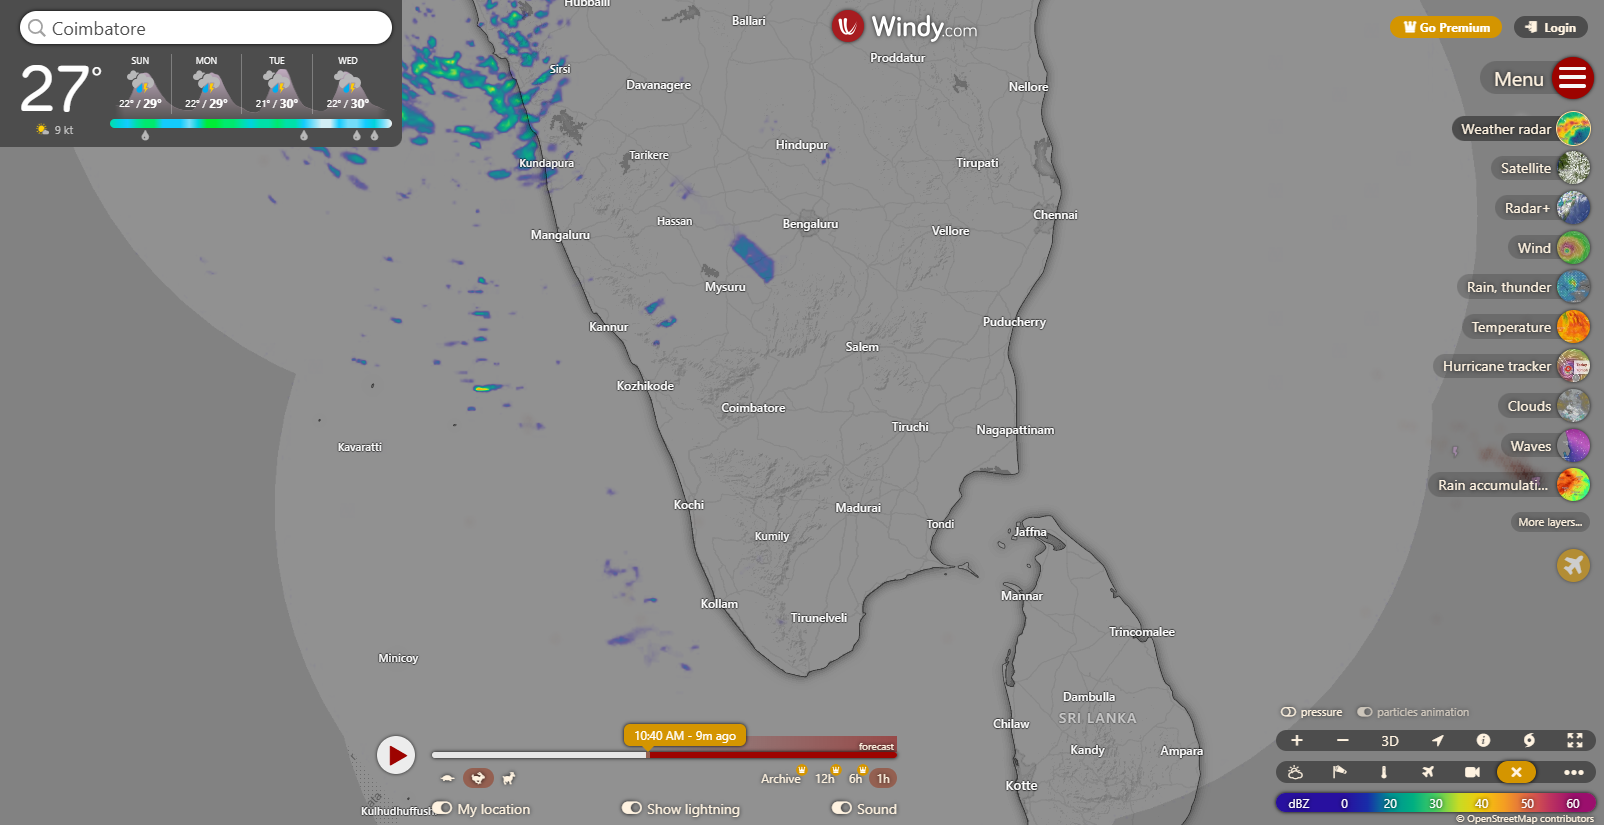 Coimbatore
27°
9 kt
SUN MON TUE WED
22° / 29° 22° / 29° 21° / 30° 22° / 30°
Windy.com
Go Premium
Login
Menu
Weather radar
Satellite
Radar+
Wind
Rain, thunder
Temperature
Hurricane tracker
Clouds
Waves
Rain accumulati...
More layers...
Hubballi
Ballari
Proddatur
Sirsi
Davanagere
Nellore
Kundapura
Tarikere
Hindupur
Tirupati
Hassan
Bengaluru
Chennai
Mangaluru
Vellore
Mysuru
Kannur
Puducherry
Salem
Kozhikode
Coimbatore
Tiruchi
Nagapattinam
Kavaratti
Kochi
Madurai
Kumily
Tondi
Jaffna
Kollam
Mannar
Tirunelveli
Trincomalee
Minicoy
Dambulla
Chilaw
SRI LANKA
Kandy
Ampara
Kotte
Kulhudhuffush
10:40 AM - 9m ago
forecast
Archive 12h 6h 1h
My location
Show lightning
Sound
pressure
particles animation
3D
dBZ 0 20 30 40 50 60
© OpenStreetMap contributors